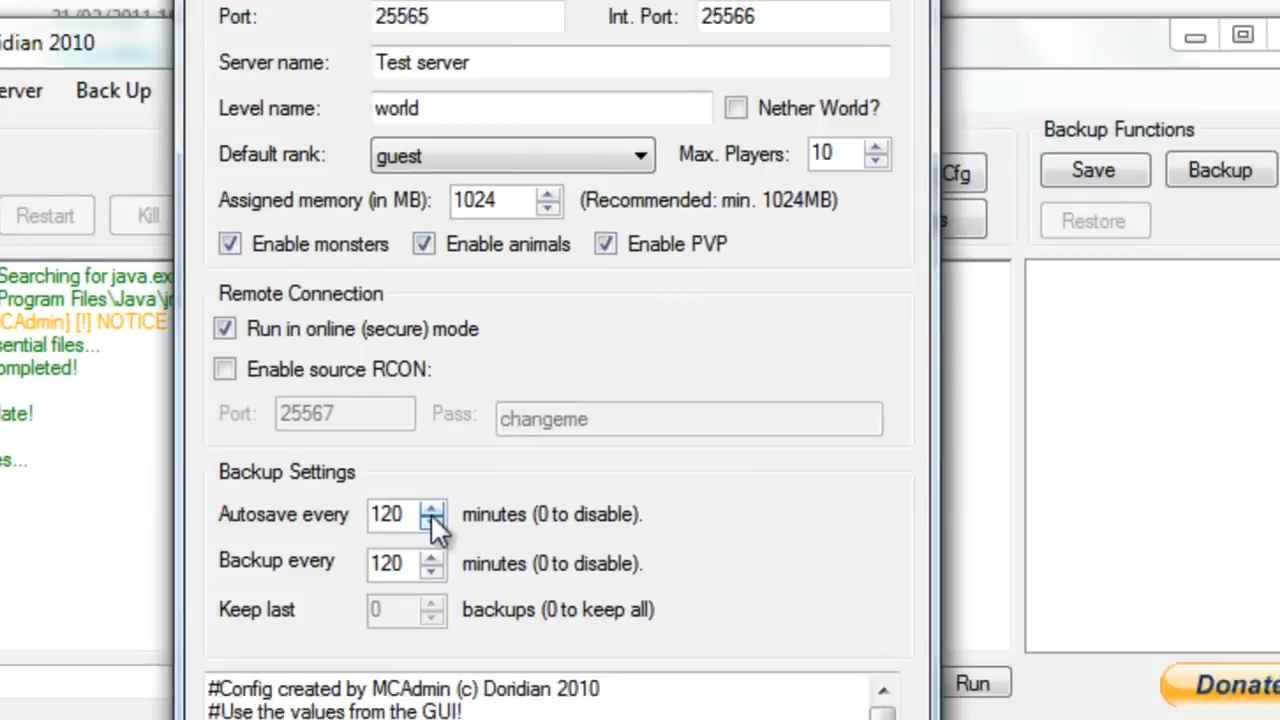 21/02/2011 1
idian 2010
erver
Back Up
Restart
Kill
Searching for java.ex
Program Files\Java\j
CAdmin] [!] NOTICE
sential files...
ompleted!
late!
es...
Port:
25565
Int. Port:
25566
Server name:
Test server
Level name:
world
Nether World?
Default rank:
guest
Max. Players:
10
Assigned memory (in MB):
1024
(Recommended: min. 1024MB)
Enable monsters
Enable animals
Enable PVP
Remote Connection
Run in online (secure) mode
Enable source RCON:
Port:
25567
Pass:
changeme
Backup Settings
Autosave every
120
minutes (0 to disable).
Backup every
120
minutes (0 to disable).
Keep last
0
backups (0 to keep all)
#Config created by MCAdmin (c) Doridian 2010
#Use the values from the GUI!
Cfg
s
Backup Functions
Save
Backup
Restore
Run
Donate